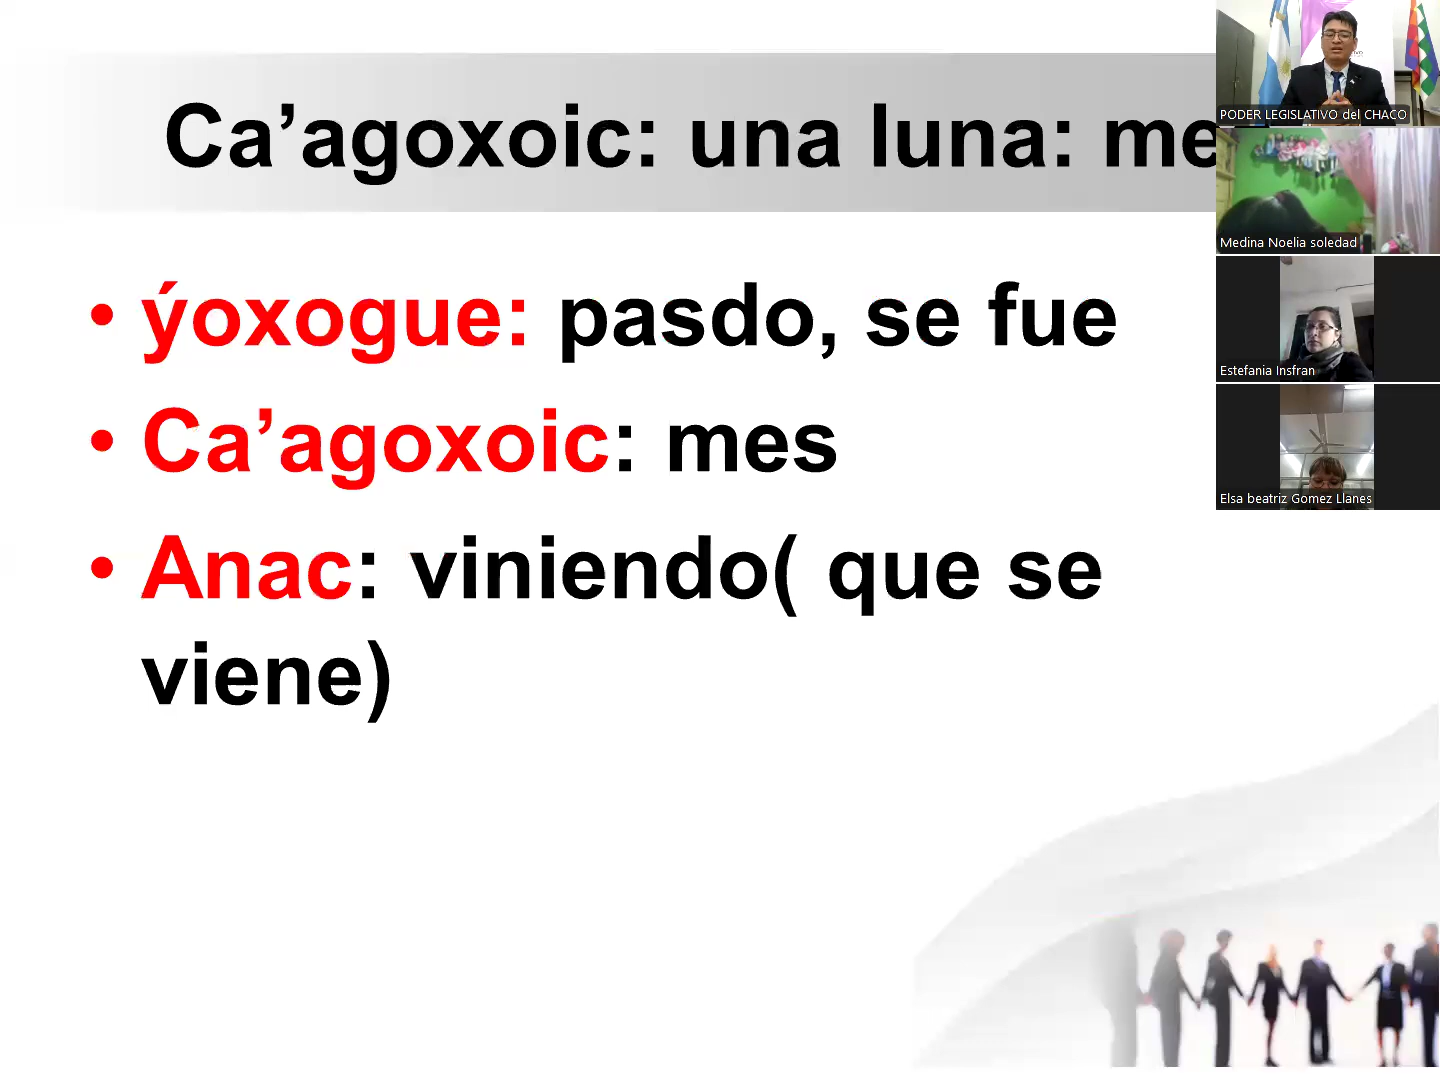 Ca’agoxoic: una luna: me
• ýoxogue: pasdo, se fue
• Ca’agoxoic: mes
• Anac: viniendo( que se
viene)
PODER LEGISLATIVO del CHACO
Medina Noelia soledad
Estefania Insfran
Elsa beatriz Gomez Llanes